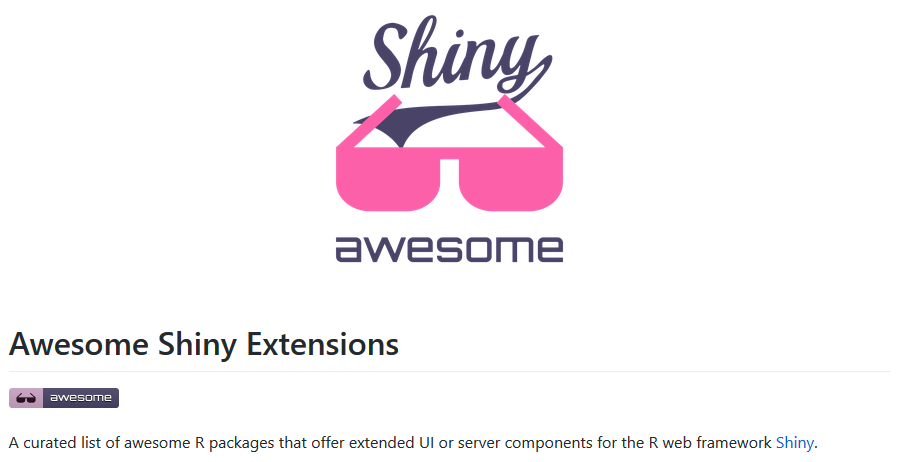 Shiny
awesome
Awesome Shiny Extensions
awesome
A curated list of awesome R packages that offer extended UI or server components for the R web framework Shiny.